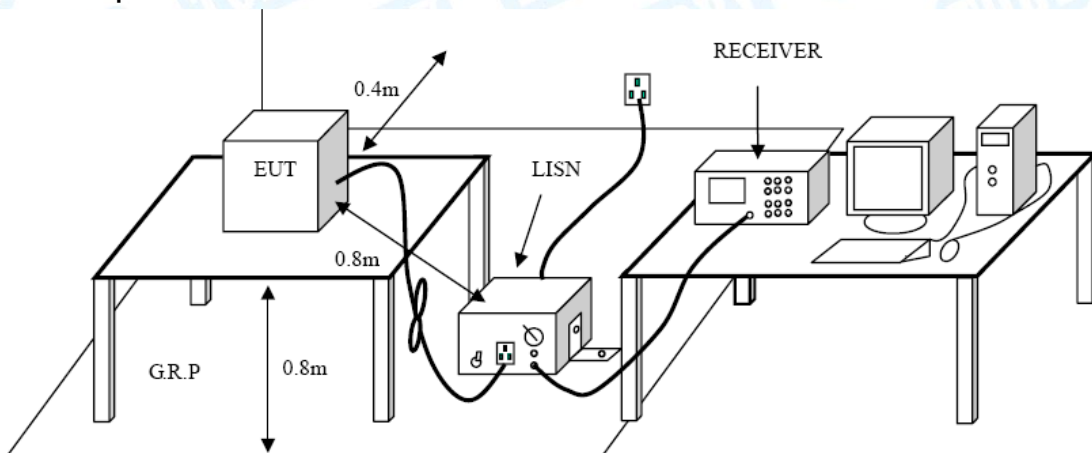 RECEIVER
0.4m
EUT
LISN
0.8m
G.R.P
0.8m